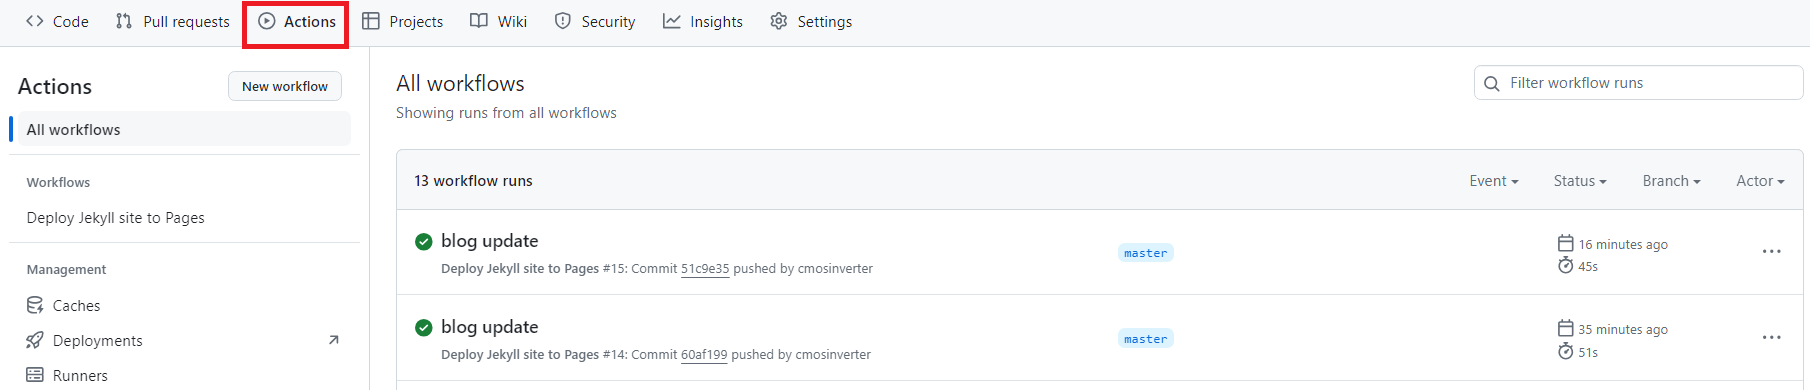 Code Pull requests Actions Projects Wiki Security Insights Settings
Actions
New workflow
All workflows
Workflows
Deploy Jekyll site to Pages
Management
Caches
Deployments
Runners
All workflows
Showing runs from all workflows
Filter workflow runs
13 workflow runs
Event Status Branch Actor
blog update
Deploy Jekyll site to Pages #15: Commit 51c9e35 pushed by cmosinverter
master
16 minutes ago
45s
blog update
Deploy Jekyll site to Pages #14: Commit 60af199 pushed by cmosinverter
master
35 minutes ago
51s